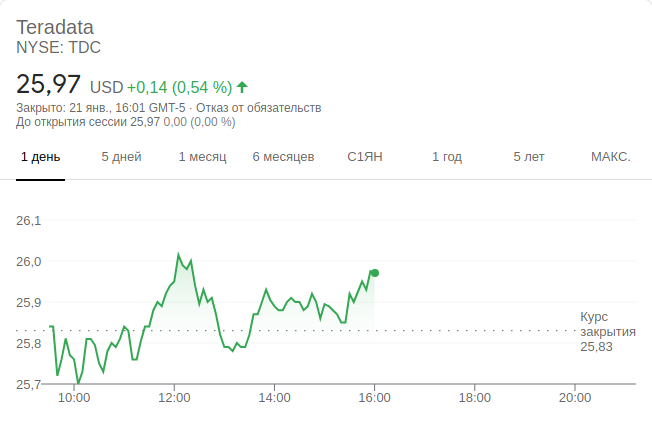 Teradata
NYSE: TDC
25,97 USD +0,14 (0,54 %)
Закрыто: 21 янв., 16:01 GMT-5 · Отказ от обязательств
До открытия сессии 25,97 0,00 (0,00 %)
1 день 5 дней 1 месяц 6 месяцев С1ЯН 1 год 5 лет МАКС.
26,1
26,0
25,9
25,8
25,7
Курс
закрытия
25,83
10:00 12:00 14:00 16:00 18:00 20:00